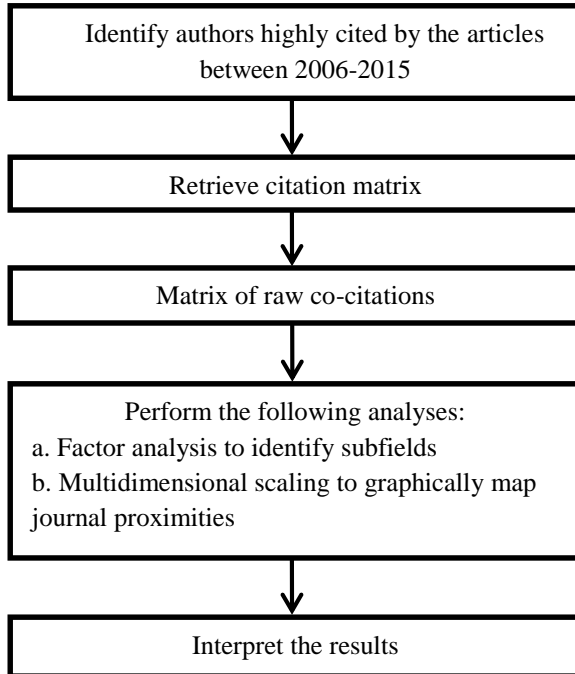 Identify authors highly cited by the articles
between 2006-2015
Retrieve citation matrix
Matrix of raw co-citations
Perform the following analyses:
a. Factor analysis to identify subfields
b. Multidimensional scaling to graphically map
journal proximities
Interpret the results